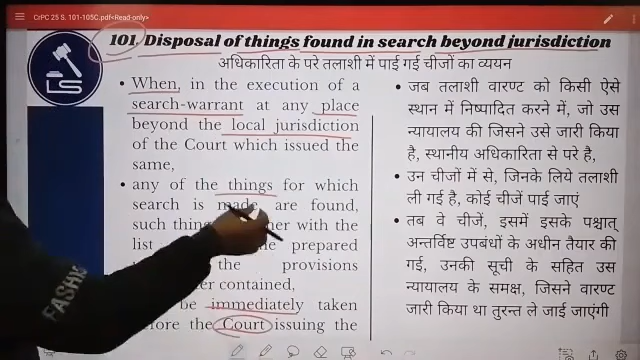 CrPC 25 S. 101-105C.pdf<Read-only>
101. Disposal of things found in search beyond jurisdiction
अधिकारिता के परे तलाशी में पाई गई चीजों का व्ययन
LS
• When, in the execution of a
search-warrant at any place
beyond the local jurisdiction
of the Court which issued the
same,
• any of the things for which
search is made, are found,
such with the
list prepared
the provisions
contained,
be immediately taken
the Court issuing the
• जब तलाशी वारण्ट को किसी ऐसे
स्थान में निष्पादित करने में, जो उस
न्यायालय की जिसने उसे जारी किया
है, स्थानीय अधिकारिता से परे है,
• उन चीजों में से, जिनके लिये तलाशी
ली गई है, कोई चीजें पाई जाएं
• तब वे चीजें, इसमें इसके पश्चात्
अन्तर्विष्ट उपबंधों के अधीन तैयार की
गई, उनकी सूची के सहित उस
न्यायालय के समक्ष, जिसने वारण्ट
जारी किया था तुरन्त ले जाई जाएंगी
FASHIO